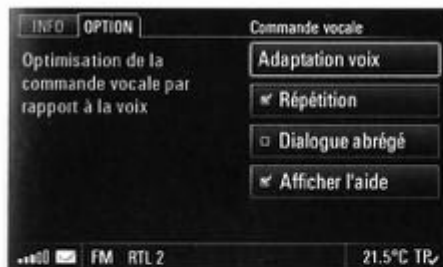 INFO OPTION
Commande vocale
Optimisation de la
commande vocale par
rapport à la voix
Adaptation voix
Répétition
Dialogue abrégé
Afficher l'aide
FM RTL 2
21.5°C TP